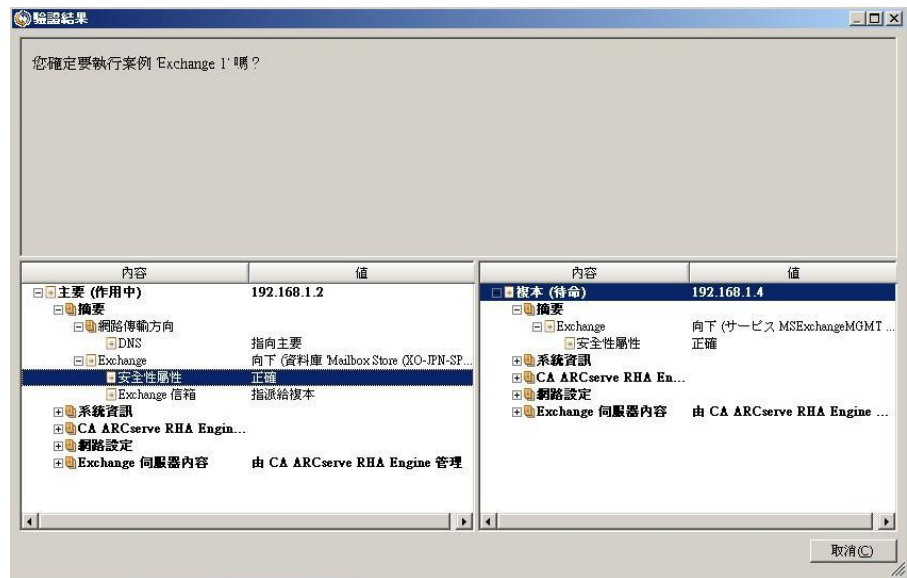 驗證結果
您確定要執行案例 'Exchange 1' 嗎？
內容 值
主要 (作用中) 192.168.1.2
摘要
網路傳輸方向
DNS 指向主要
Exchange 向下 (資料庫 'Mailbox Store (XO-JPN-SP...
安全性屬性 正確
Exchange 信箱 指派給複本
系統資訊
CA ARCserve RHA Engin...
網路設定
Exchange 伺服器內容 由 CA ARCserve RHA Engine 管理
內容 值
複本 (待命) 192.168.1.4
摘要
Exchange 向下 (サービス MSExchangeMGMT ...
安全性屬性 正確
系統資訊
CA ARCserve RHA En...
網路設定
Exchange 伺服器內容 由 CA ARCserve RHA Engine ...
取消(C)